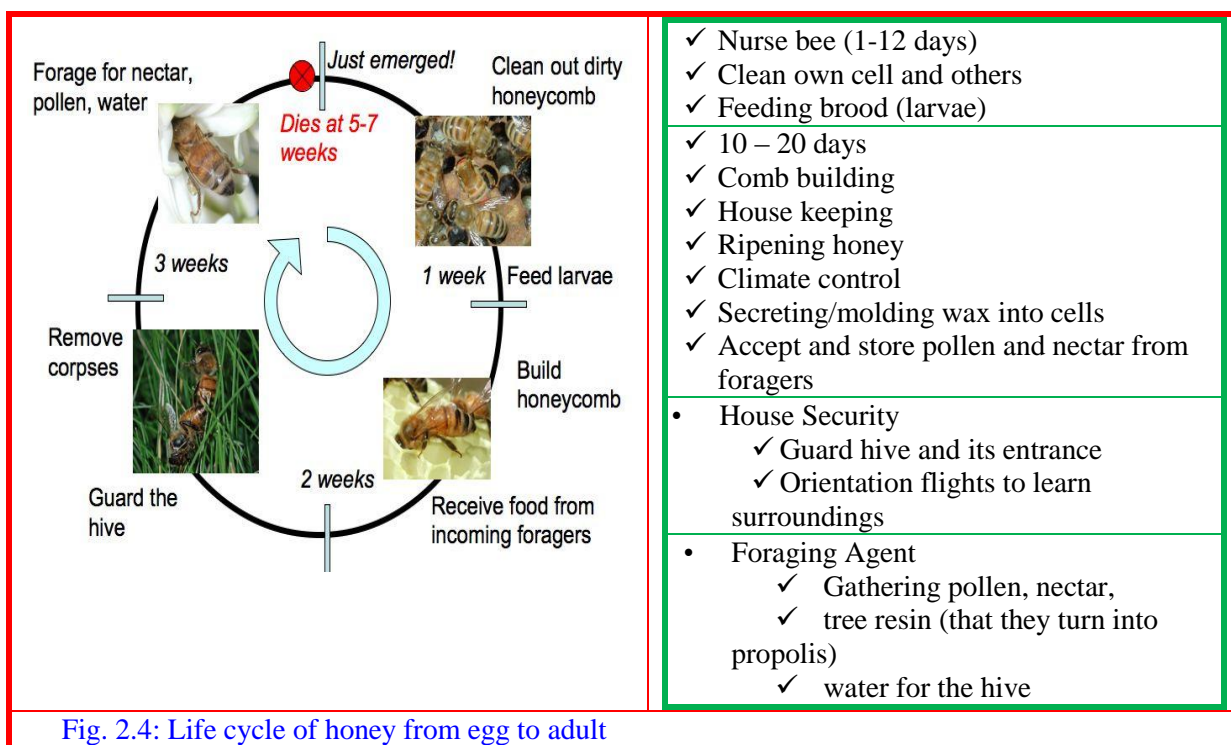 Just emerged!
Clean out dirty
honeycomb
Forage for nectar,
pollen, water
Dies at 5-7
weeks
3 weeks
1 week
Feed larvae
Remove
corpses
Build
honeycomb
2 weeks
Guard the
hive
Receive food from
incoming foragers
✓ Nurse bee (1-12 days)
✓ Clean own cell and others
✓ Feeding brood (larvae)
✓ 10 – 20 days
✓ Comb building
✓ House keeping
✓ Ripening honey
✓ Climate control
✓ Secreting/molding wax into cells
✓ Accept and store pollen and nectar from
foragers
• House Security
✓ Guard hive and its entrance
✓ Orientation flights to learn
surroundings
• Foraging Agent
✓ Gathering pollen, nectar,
✓ tree resin (that they turn into
propolis)
✓ water for the hive
Fig. 2.4: Life cycle of honey from egg to adult